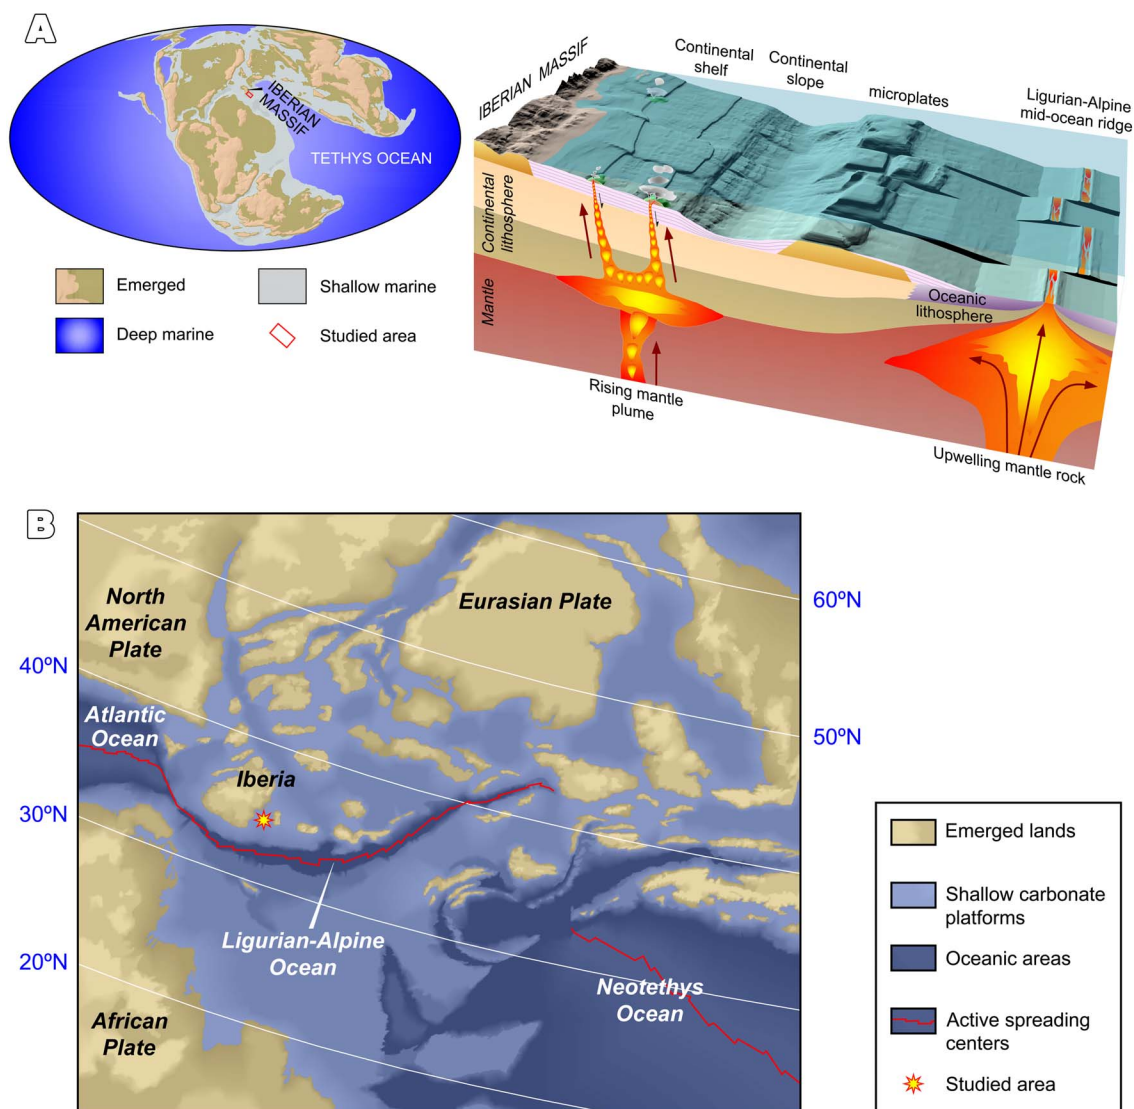 A
IBERIAN
MASSIF
TETHYS OCEAN
Emerged
Shallow marine
Deep marine
Studied area
IBERIAN MASSIF
Continental
shelf
Continental
slope
microplates
Ligurian-Alpine
mid-ocean ridge
Continental
lithosphere
Mantle
Oceanic
lithosphere
Rising mantle
plume
Upwelling mantle rock
B
North
American
Plate
Eurasian Plate
60ºN
40ºN
Atlantic
Ocean
50ºN
Iberia
30ºN
Ligurian-Alpine
Ocean
20ºN
Neotethys
Ocean
African
Plate
Emerged lands
Shallow carbonate
platforms
Oceanic areas
Active spreading
centers
Studied area